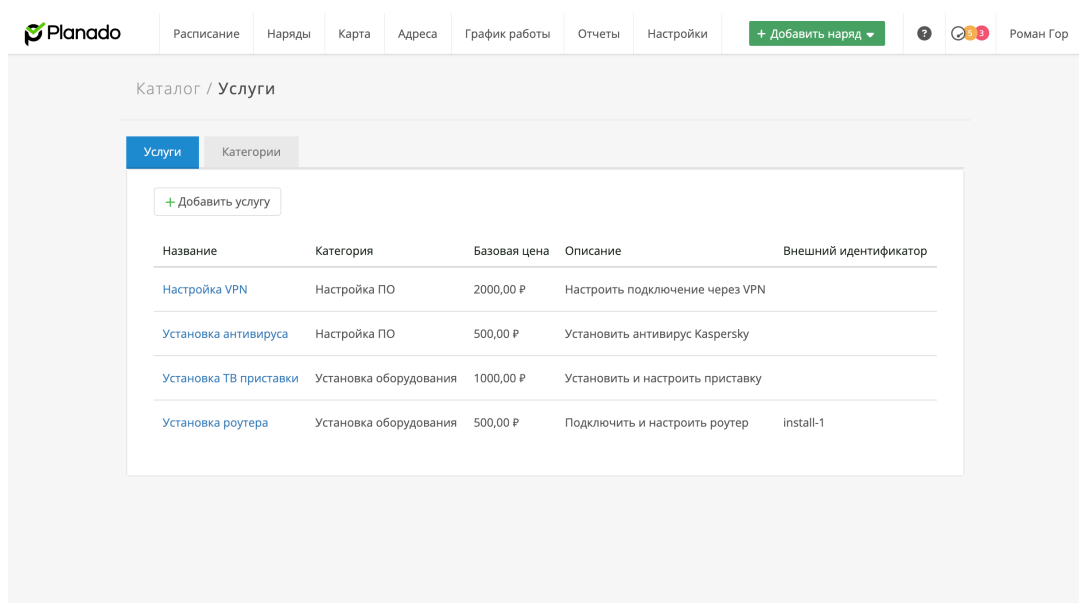 Planado Расписание Наряды Карта Адреса График работы Отчеты Настройки + Добавить наряд ? 5 3 Роман Гор
Каталог / Услуги
Услуги Категории
+ Добавить услугу
Название Категория Базовая цена Описание Внешний идентификатор
Настройка VPN Настройка ПО 2000,00 ₽ Настроить подключение через VPN
Установка антивируса Настройка ПО 500,00 ₽ Установить антивирус Kaspersky
Установка ТВ приставки Установка оборудования 1000,00 ₽ Установить и настроить приставку
Установка роутера Установка оборудования 500,00 ₽ Подключить и настроить роутер install-1